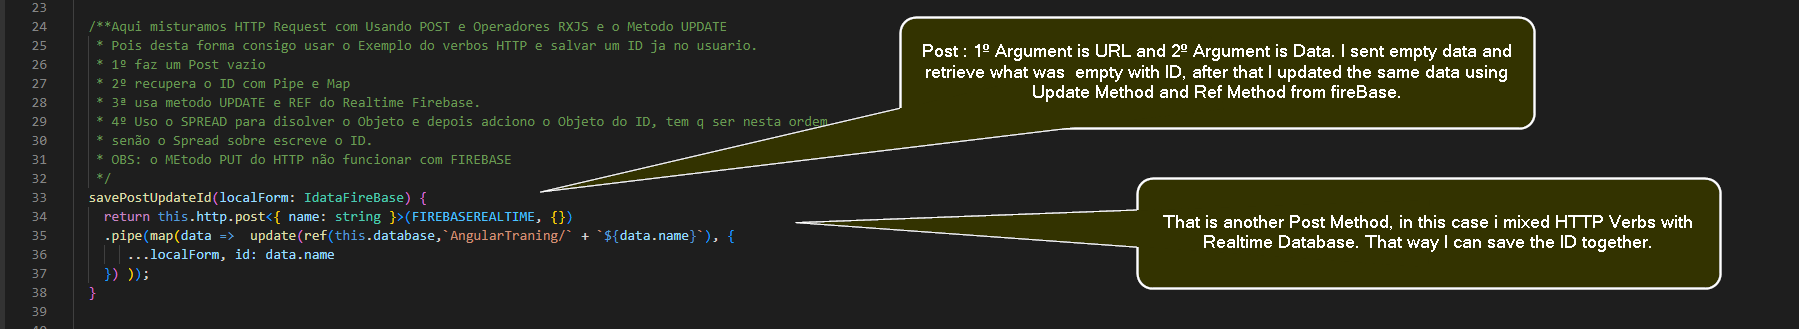 23
24 /**Aqui misturamos HTTP Request com Usando POST e Operadores RXJS e o Metodo UPDATE
25 * Pois desta forma consigo usar o Exemplo do verbos HTTP e salvar um ID ja no usuario.
26 * 1º faz um Post vazio
27 * 2º recupera o ID com Pipe e Map
28 * 3ª usa metodo UPDATE e REF do Realtime Firebase.
29 * 4º Uso o SPREAD para disolver o Objeto e depois adciono o Objeto do ID, tem q ser nesta ordem
30 * senão o Spread sobre escreve o ID.
31 * OBS: o MEtodo PUT do HTTP não funcionar com FIREBASE
32 */
33 savePostUpdateId(localForm: IdataFireBase) {
34 return this.http.post<{ name: string }>(FIREBASEREALTIME, {})
35 .pipe(map(data => update(ref(this.database,`AngularTraning/` + `${data.name}`), {
36 ...localForm, id: data.name
37 }) ));
38 }
39
Post : 1º Argument is URL and 2º Argument is Data. I sent empty data and
retrieve what was empty with ID, after that I updated the same data using
Update Method and Ref Method from fireBase.
That is another Post Method, in this case i mixed HTTP Verbs with
Realtime Database. That way I can save the ID together.